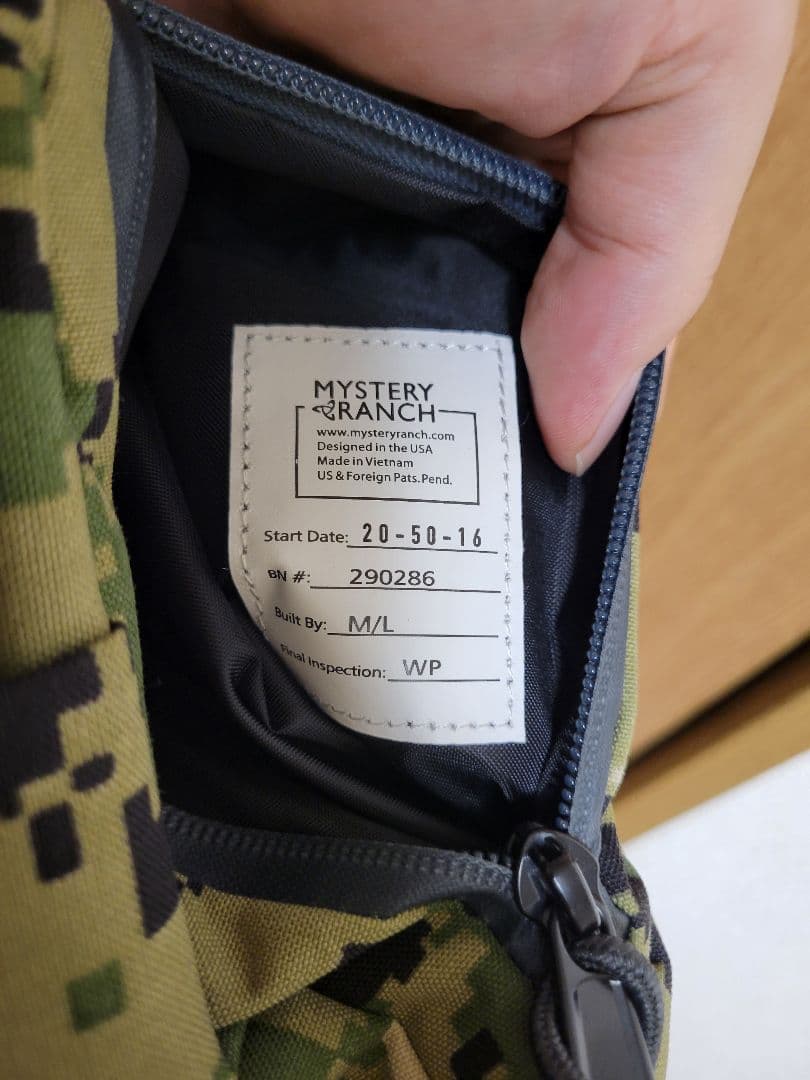 MYSTERY
RANCH
www.mysteryranch.com
Designed in the USA
Made in Vietnam
US & Foreign Pats.Pend.
Start Date: 20-50-16
BN #: 290286
Built By: M/L
Final Inspection: WP